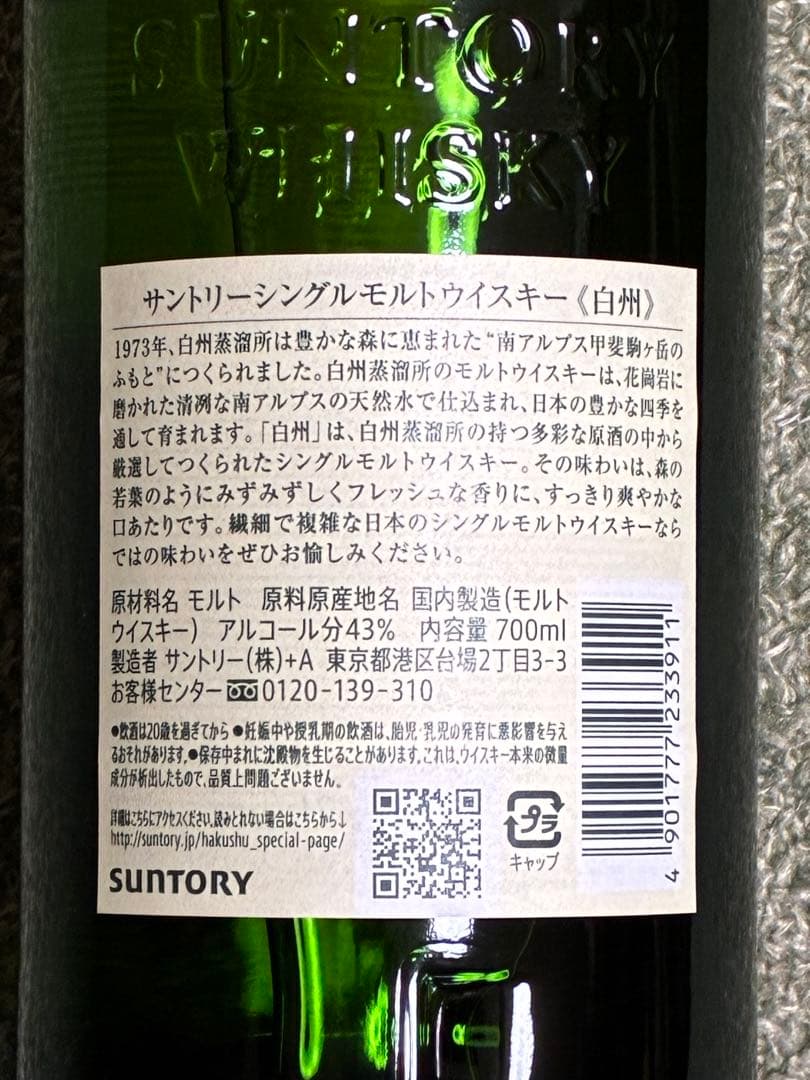 SUNTORY
WHISKY
サントリーシングルモルトウイスキー《白州》
1973年、白州蒸溜所は豊かな森に恵まれた“南アルプス甲斐駒ヶ岳の
ふもと”につくられました。白州蒸溜所のモルトウイスキーは、花崗岩に
磨かれた清冽な南アルプスの天然水で仕込まれ、日本の豊かな四季を
通して育まれます。「白州」は、白州蒸溜所の持つ多彩な原酒の中から
厳選してつくられたシングルモルトウイスキー。その味わいは、森の
若葉のようにみずみずしくフレッシュな香りに、すっきり爽やかな
口あたりです。繊細で複雑な日本のシングルモルトウイスキーなら
ではの味わいをぜひお愉しみください。
原材料名 モルト 原料原産地名 国内製造(モルト
ウイスキー) アルコール分43% 内容量 700ml
製造者 サントリー(株)+A 東京都港区台場2丁目3-3
お客様センター 0120-139-310
●飲酒は20歳を過ぎてから ●妊娠中や授乳期の飲酒は、胎児・乳児の発育に悪影響を与え
るおそれがあります。●保存中まれに沈殿物を生じることがあります。これは、ウイスキー本来の微量
成分が析出したもので、品質上問題ございません。
詳細はこちらにアクセスください。読みとれない場合はこちらから↓
http://suntory.jp/hakushu_special-page/
SUNTORY
プラ
キャップ
4 901777 233911